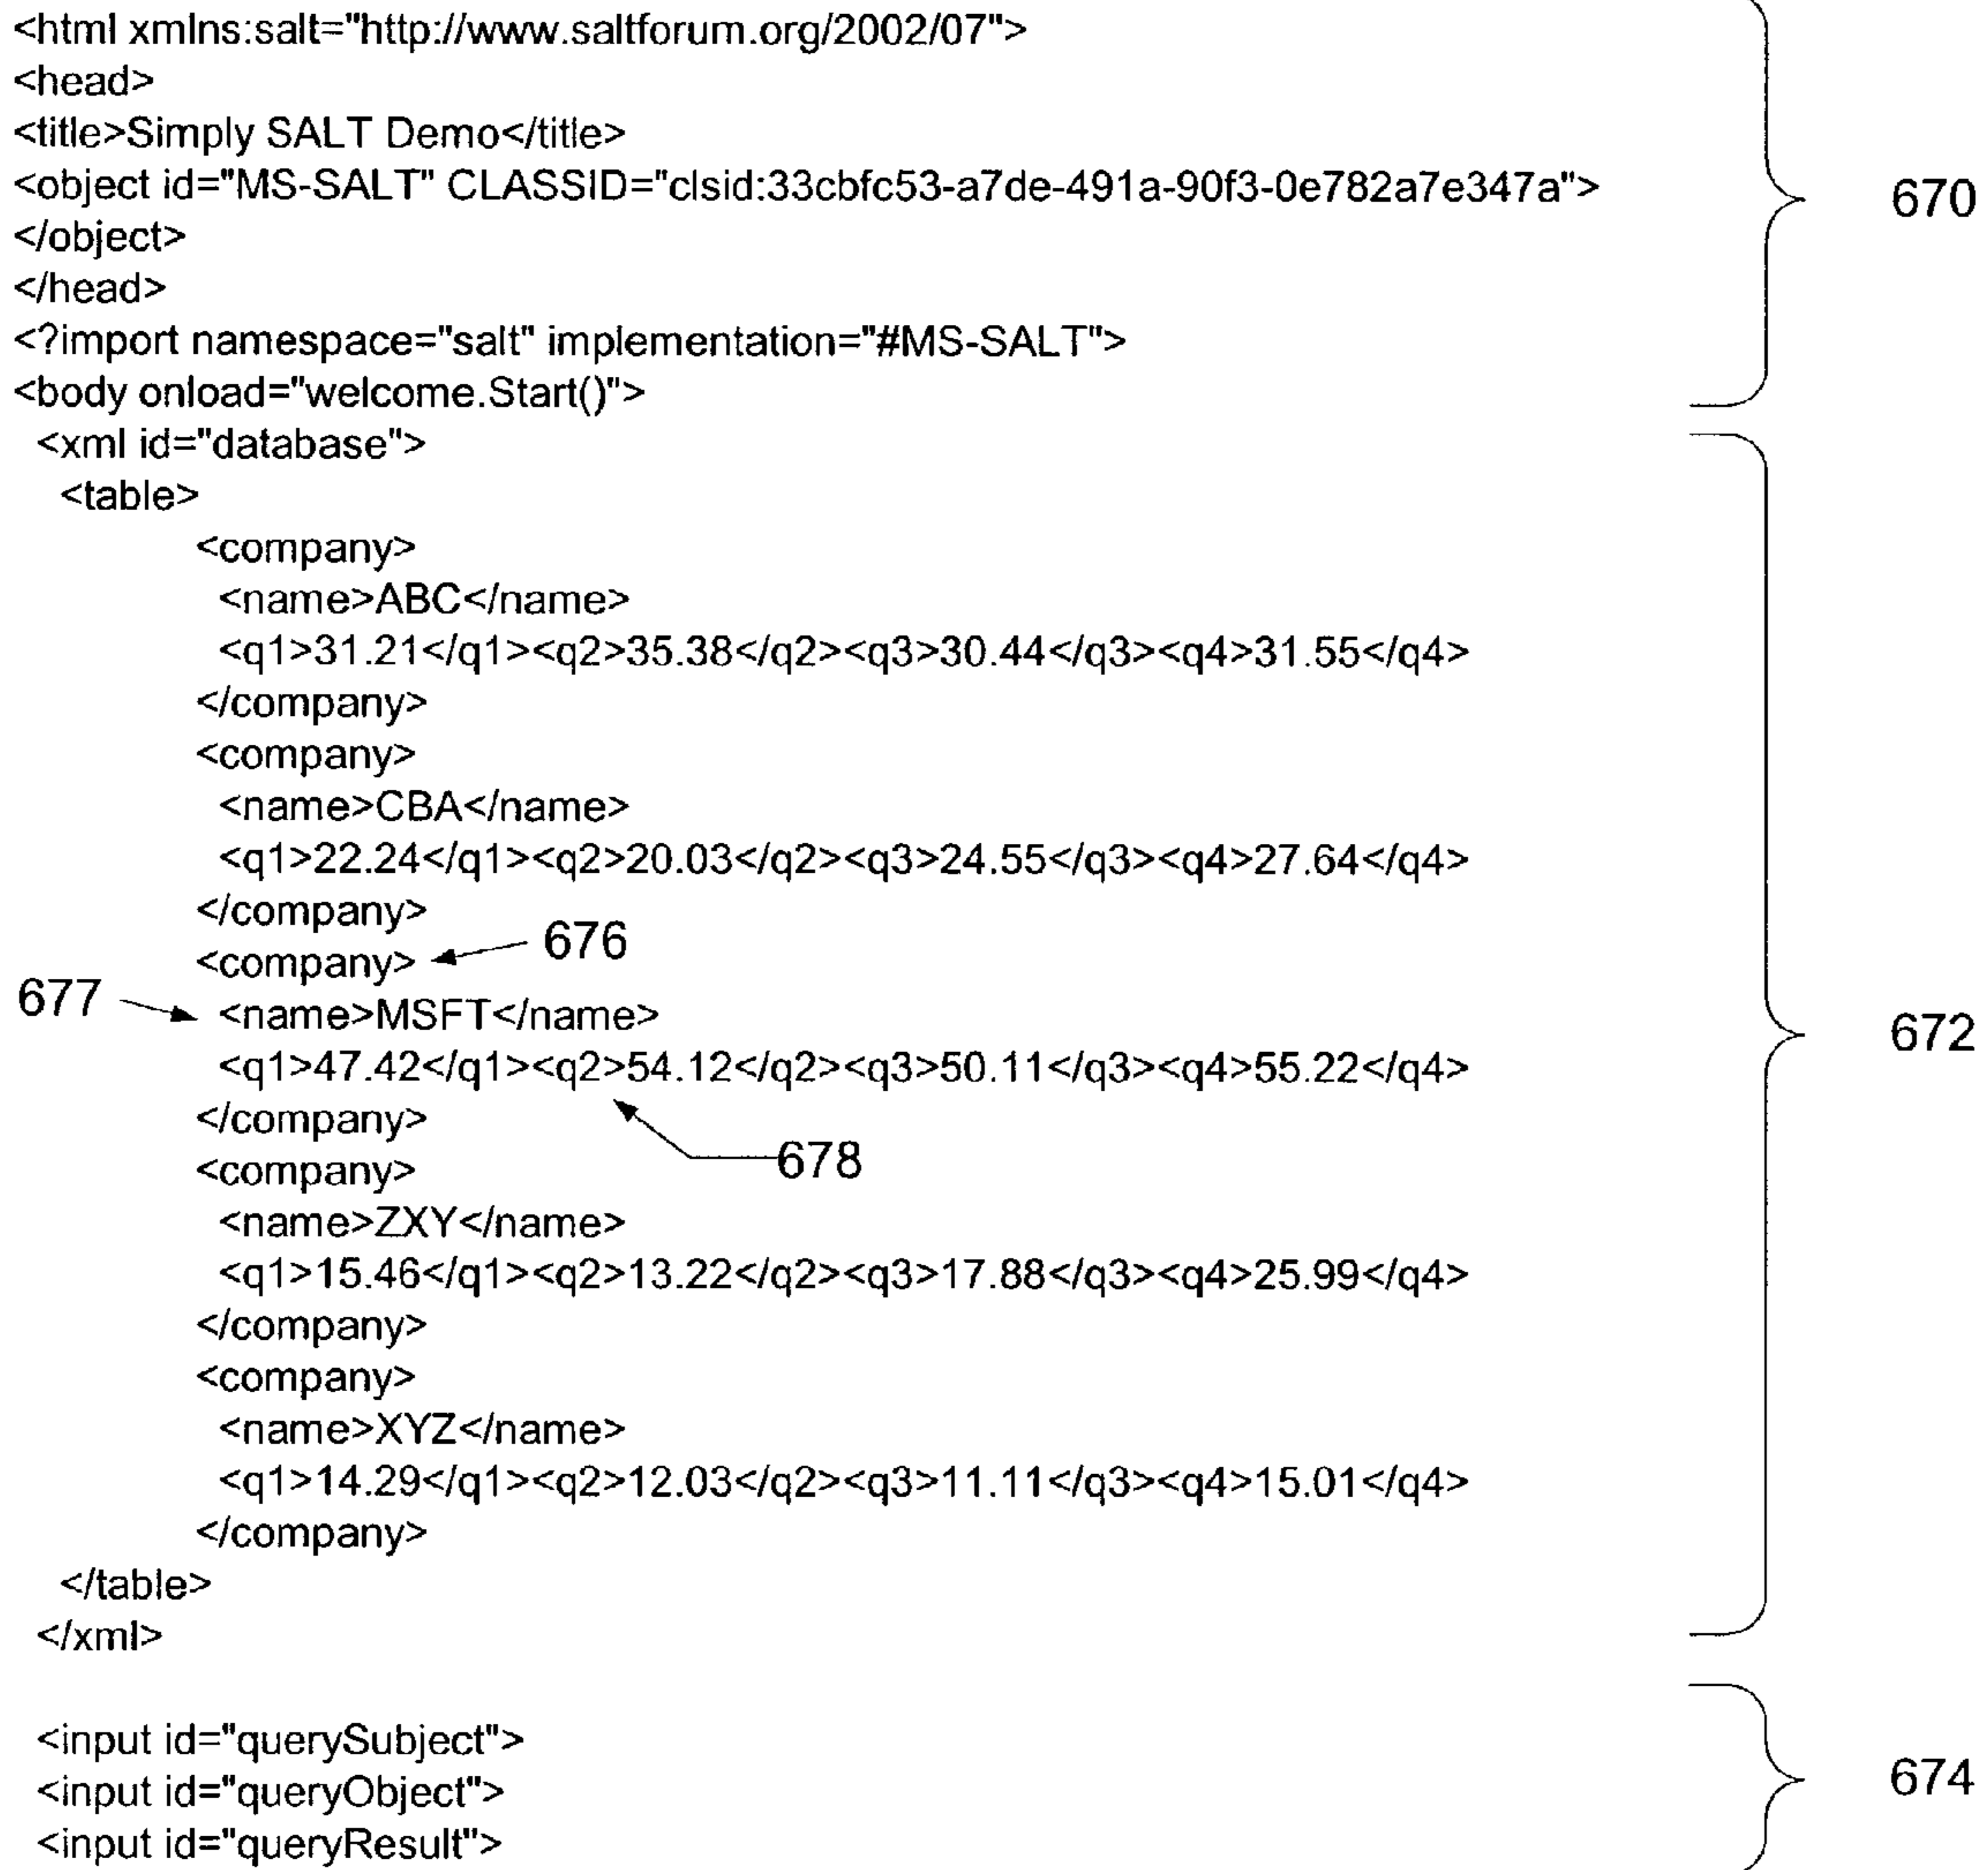 <html xmlns:salt="http://www.saltforum.org/2002/07">
<head>
<title>Simply SALT Demo</title>
<object id="MS-SALT" CLASSID="clsid:33cbfc53-a7de-491a-90f3-0e782a7e347a">
670
</object>
</head>
<?import namespace="salt" implementation="#MS-SALT">
<body onload="welcome.Start()">
<xml id="database">
<table>
<company>
<name>ABC</name>
<q1>31.21</q1><q2>35.38</q2><q3>30.44</q3><q4>31.55</q4>
</company>
<company>
<name>CBA</name>
<q1>22.24</q1><q2>20.03</q2><q3>24.55</q3><q4>27.64</q4>
</company>
676
<company>
677
<name>MSFT</name>
672
<q1>47.42</q1><q2>54.12</q2><q3>50.11</q3><q4>55.22</q4>
</company>
678
<company>
<name>ZXY</name>
<q1>15.46</q1><q2>13.22</q2><q3>17.88</q3><q4>25.99</q4>
</company>
<company>
<name>XYZ</name>
<q1>14.29</q1><q2>12.03</q2><q3>11.11</q3><q4>15.01</q4>
</company>
</table>
</xml>
<input id="querySubject">
<input id="queryObject">
674
<input id="queryResult">